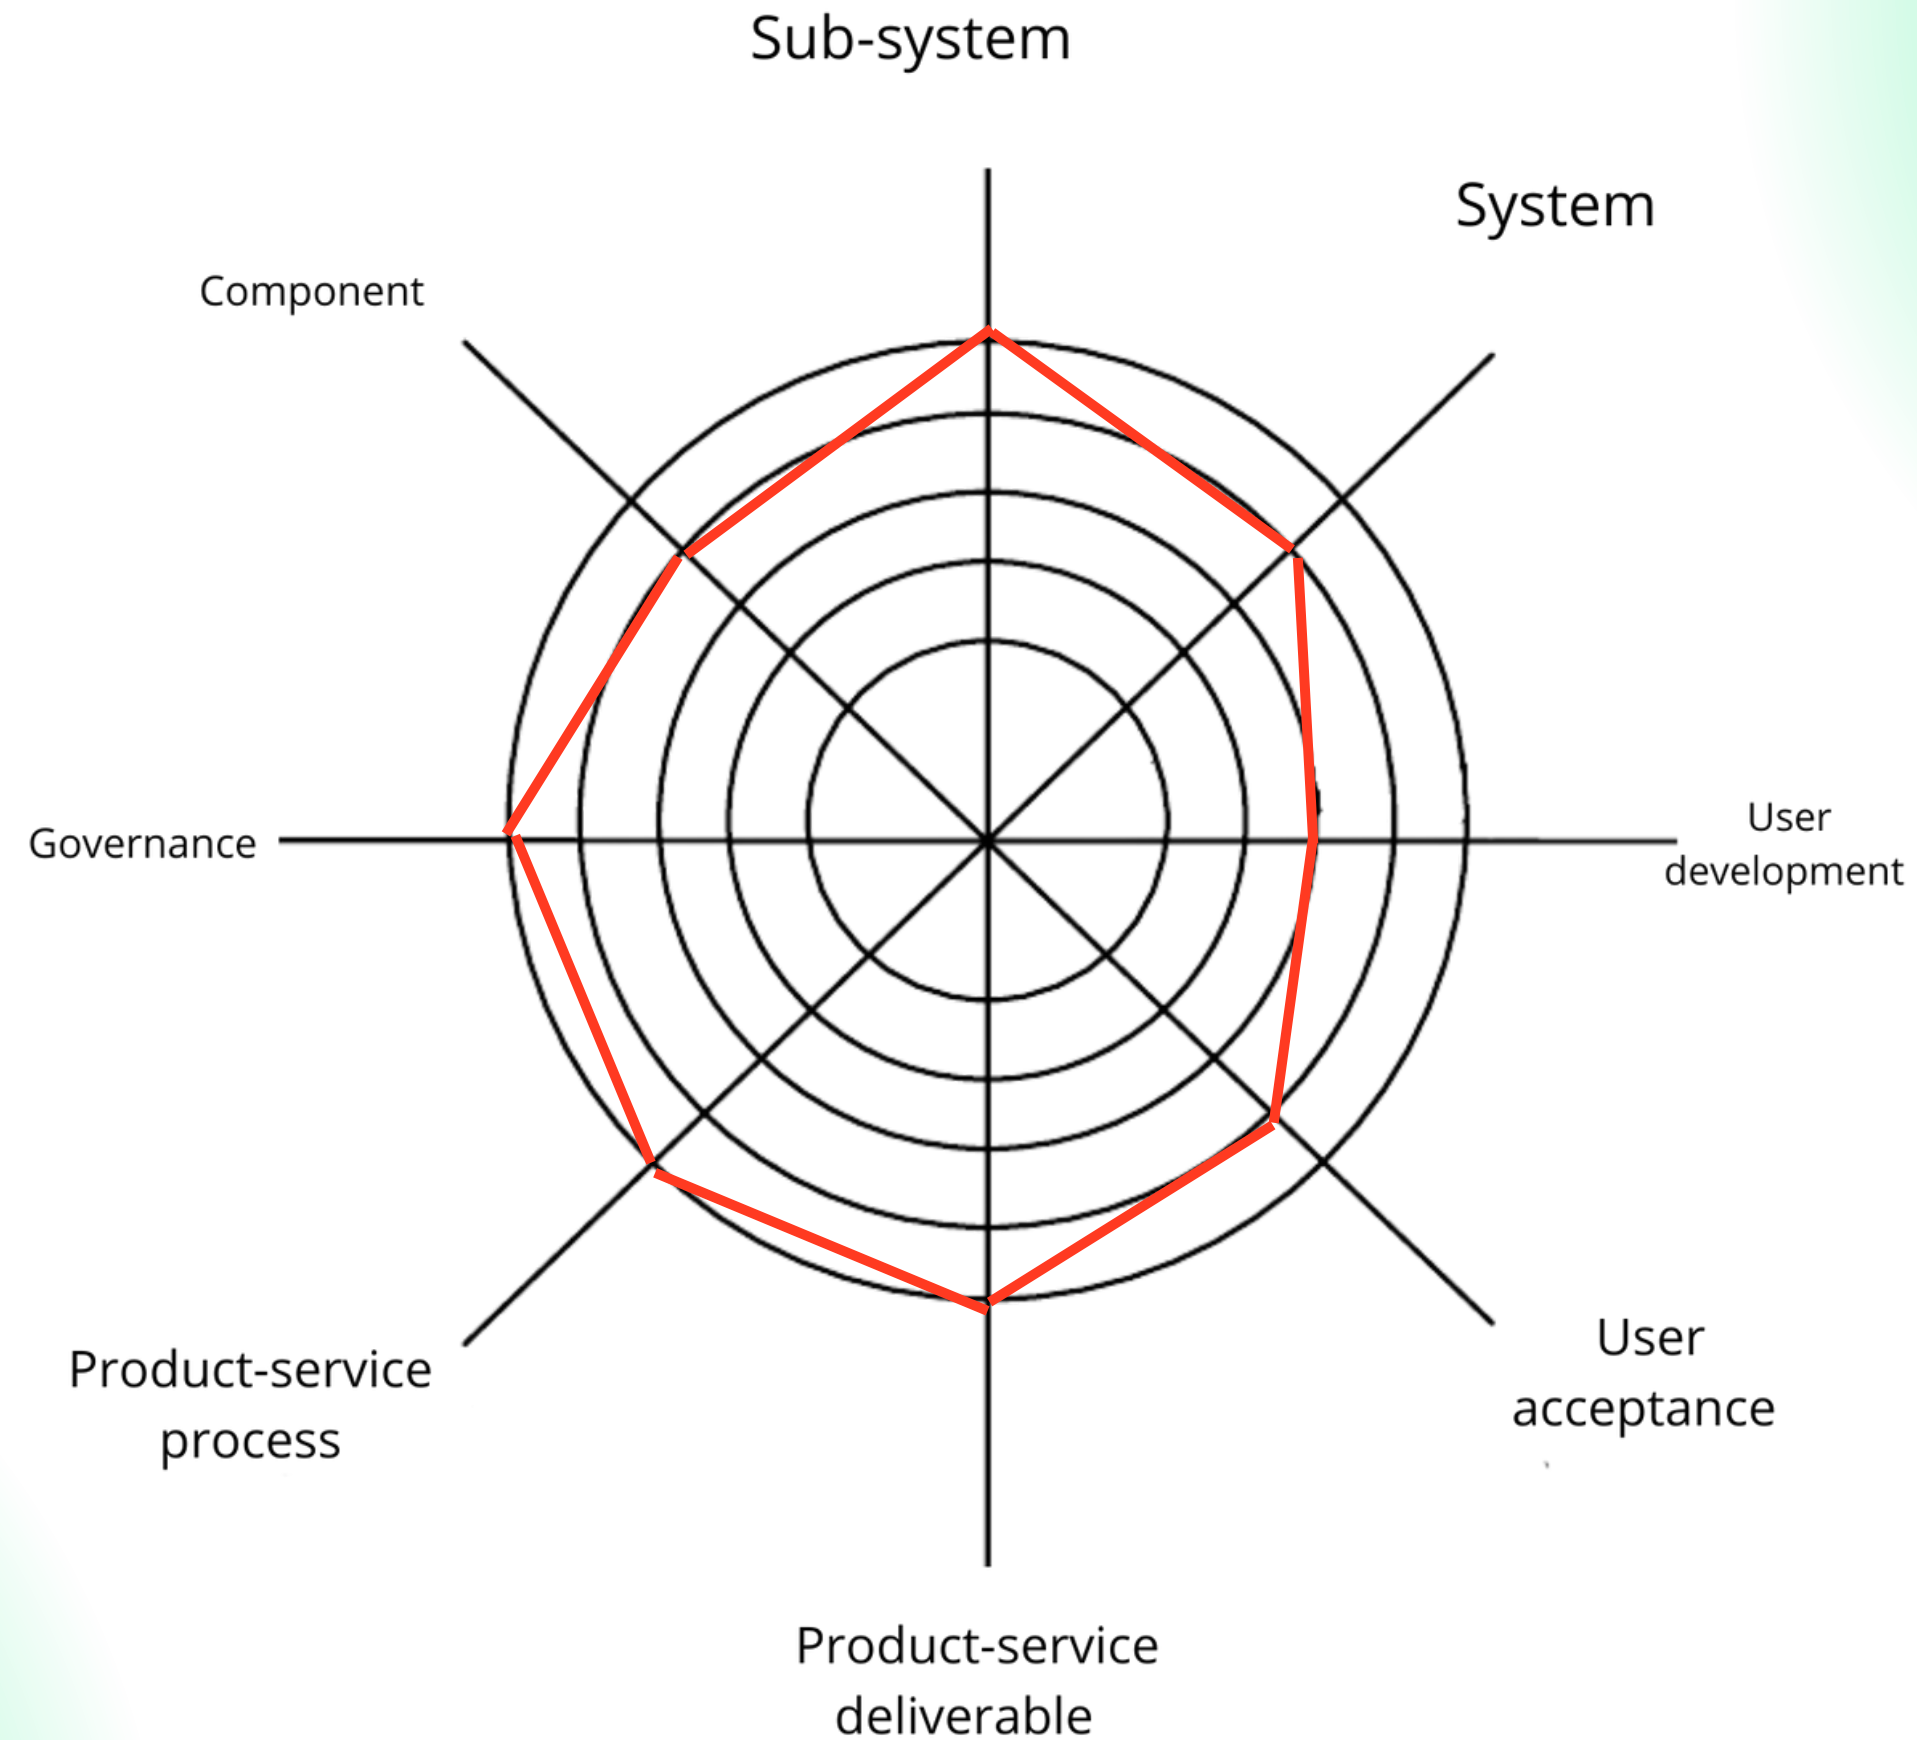 Sub-system
System
Component
User
development
Governance
User
acceptance
Product-service
process
Product-service
deliverable